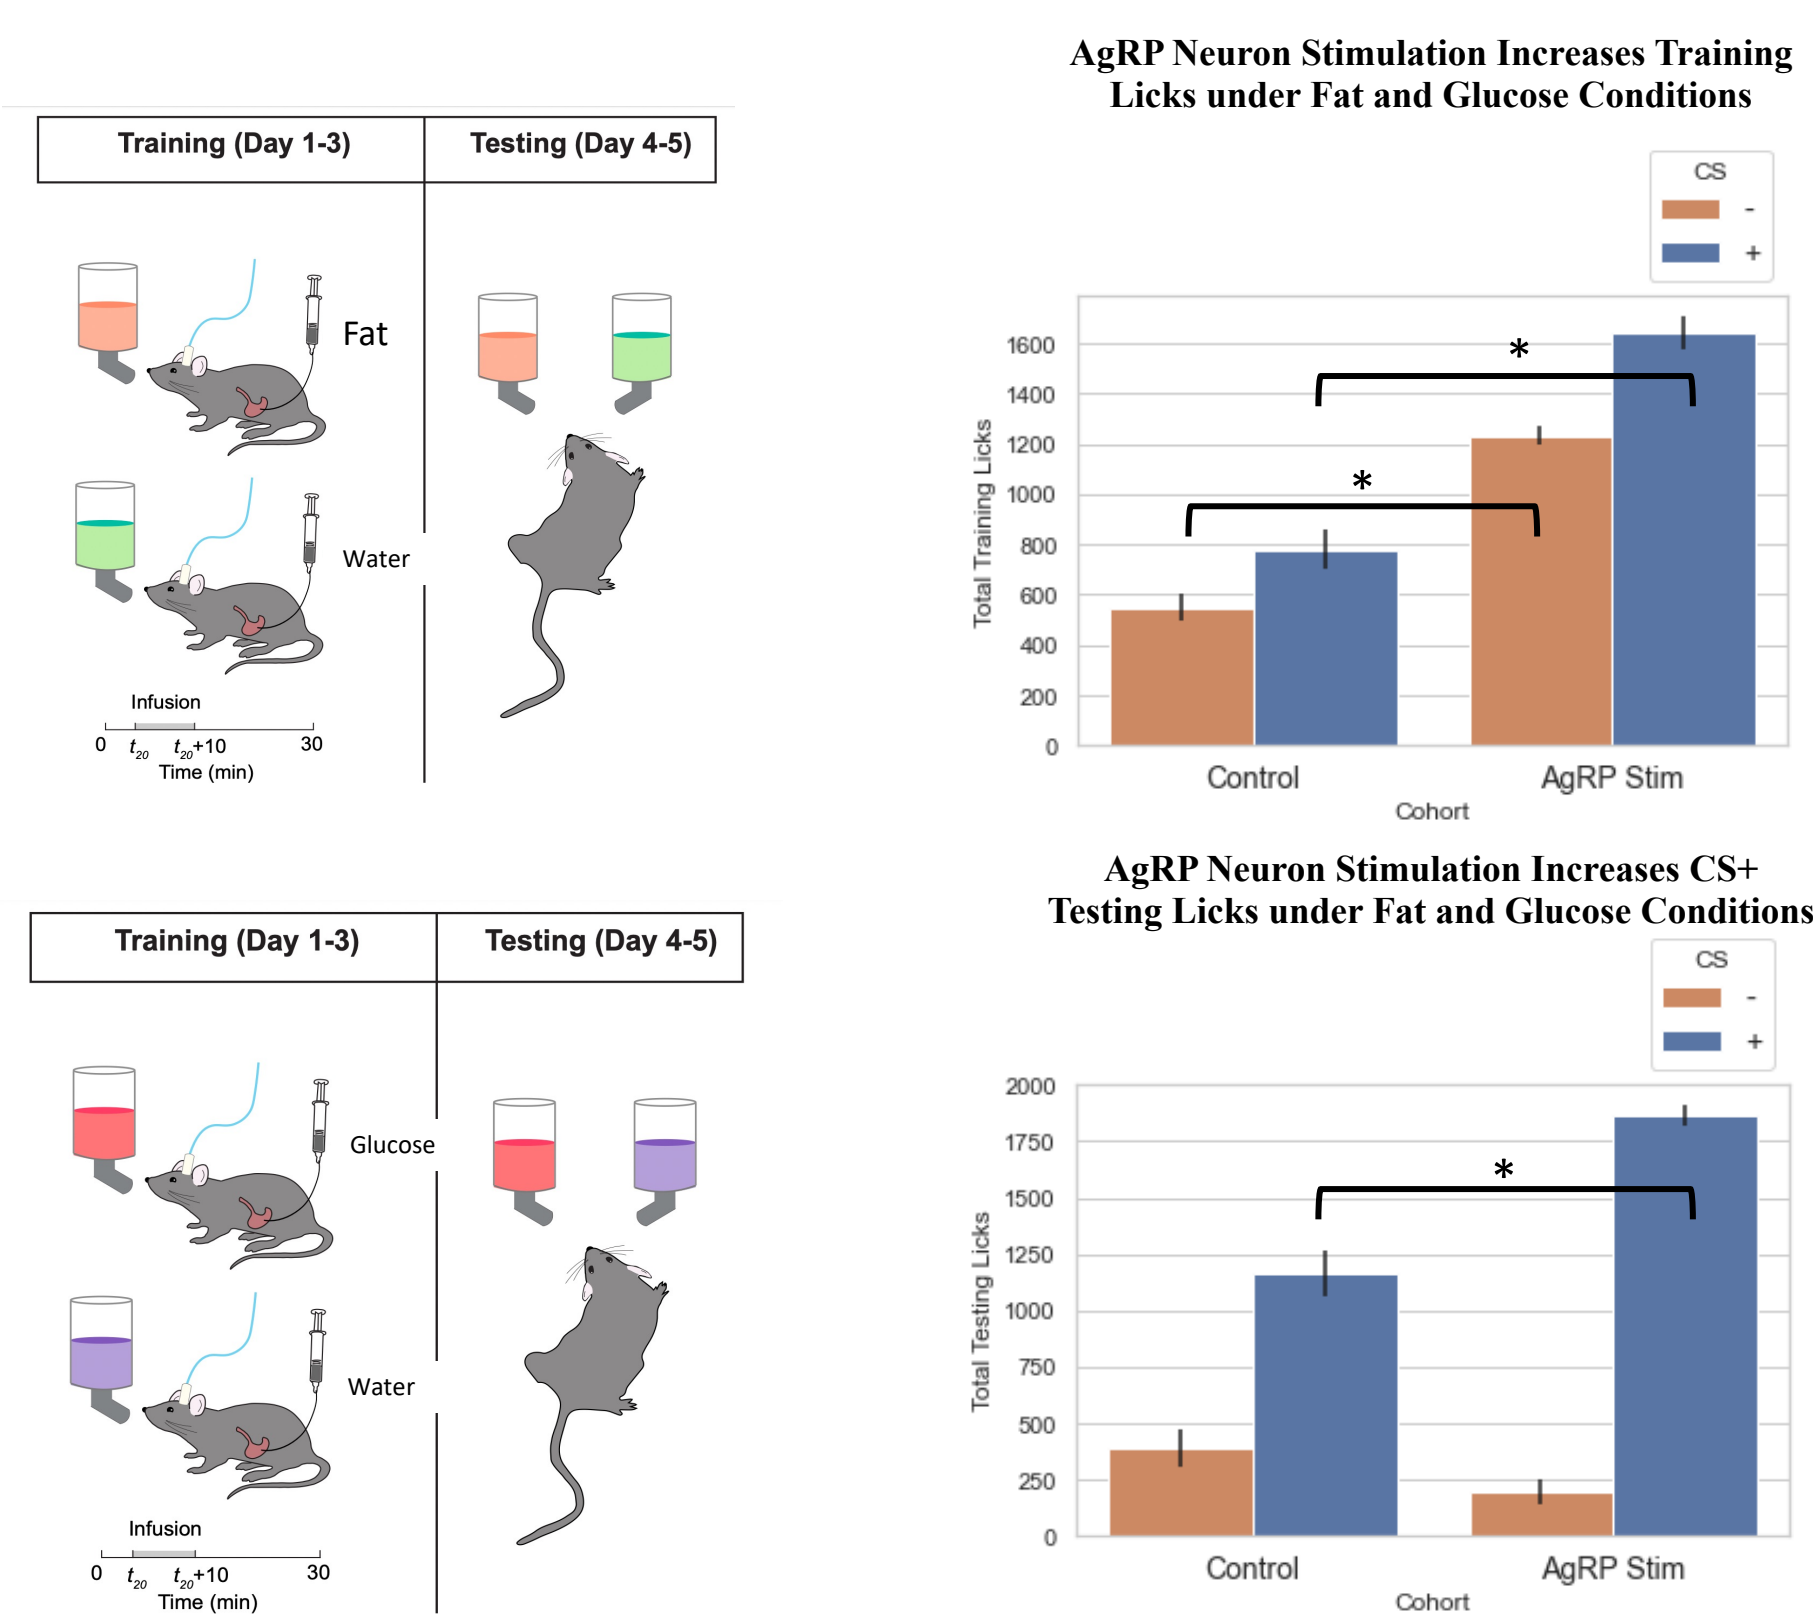 Training (Day 1-3)
Testing (Day 4-5)
Fat
Water
Infusion
0 t20 t20+10 30
Time (min)
AgRP Neuron Stimulation Increases Training
Licks under Fat and Glucose Conditions
CS
-
+
Total Training Licks
1600
1400
1200
1000
800
600
400
200
0
*
*
Control
AgRP Stim
Cohort
Training (Day 1-3)
Testing (Day 4-5)
Glucose
Water
Infusion
0 t20 t20+10 30
Time (min)
AgRP Neuron Stimulation Increases CS+
Testing Licks under Fat and Glucose Conditions
CS
-
+
Total Testing Licks
2000
1750
1500
1250
1000
750
500
250
0
*
Control
AgRP Stim
Cohort